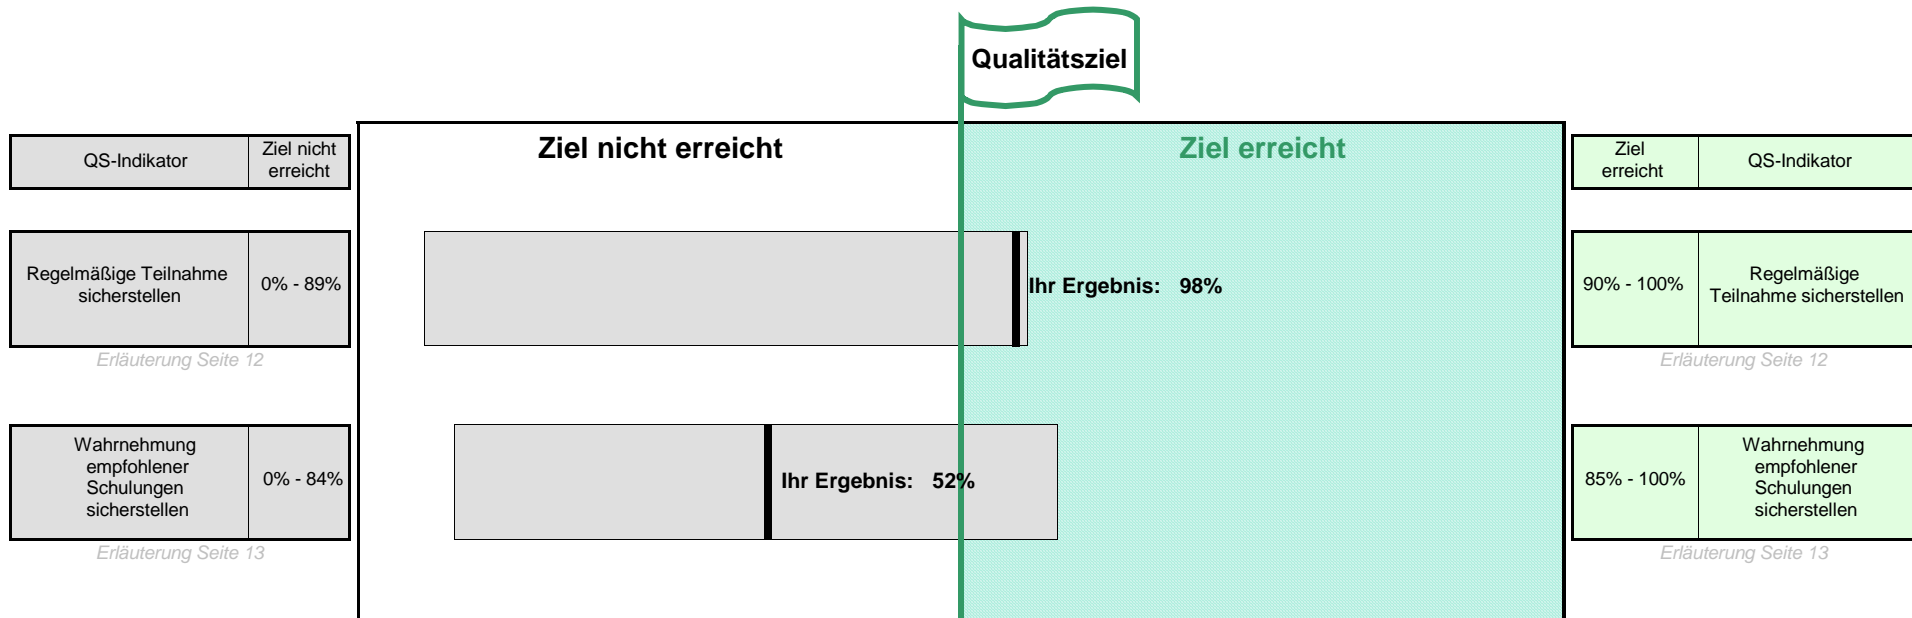 Qualitätsziel
Ziel nicht erreicht
Ziel erreicht
QS-Indikator
Ziel nicht
erreicht
Ziel
erreicht
QS-Indikator
Regelmäßige Teilnahme
sicherstellen
0% - 89%
Ihr Ergebnis: 98%
90% - 100%
Regelmäßige
Teilnahme sicherstellen
Erläuterung Seite 12
Erläuterung Seite 12
Wahrnehmung
empfohlener
Schulungen
sicherstellen
0% - 84%
Ihr Ergebnis: 52%
85% - 100%
Wahrnehmung
empfohlener
Schulungen
sicherstellen
Erläuterung Seite 13
Erläuterung Seite 13